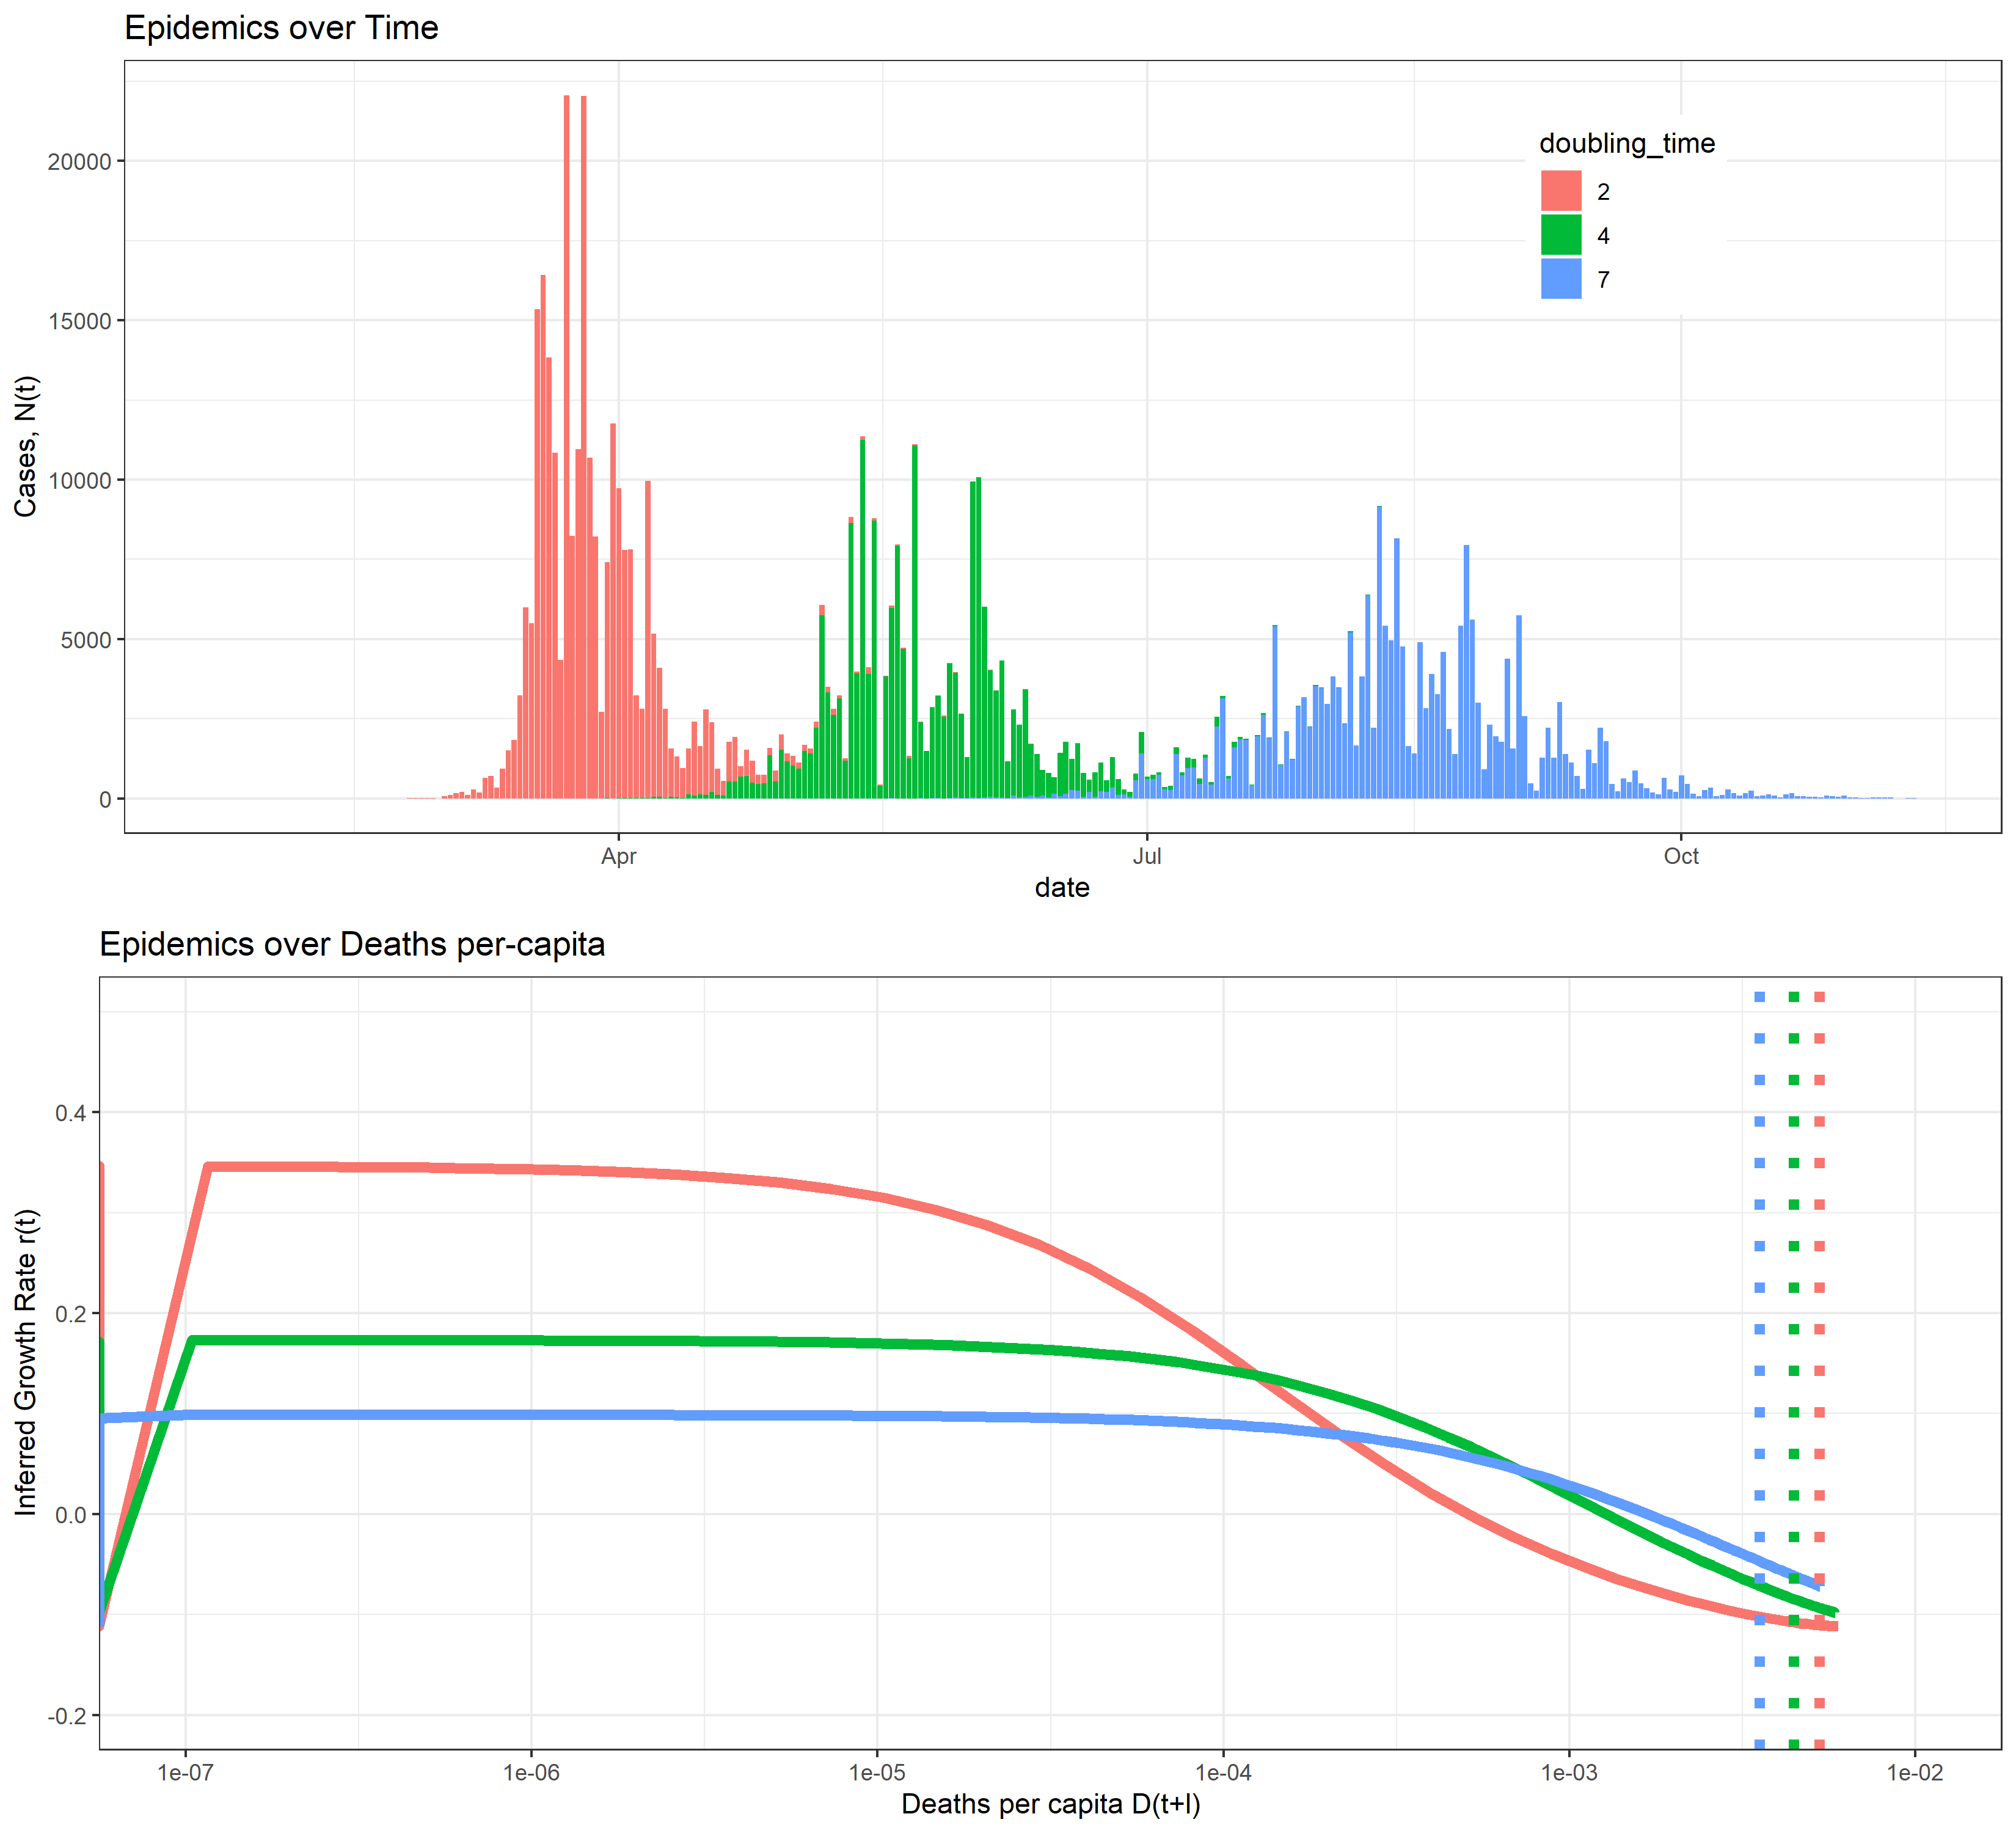 Epidemics over Time
20000
15000
10000
5000
0
Cases, N(t)
doubling_time
2
4
7
Apr
Jul
Oct
date
Epidemics over Deaths per-capita
0.4
0.2
0.0
-0.2
Inferred Growth Rate r(t)
1e-07
1e-06
1e-05
1e-04
1e-03
1e-02
Deaths per capita D(t+l)